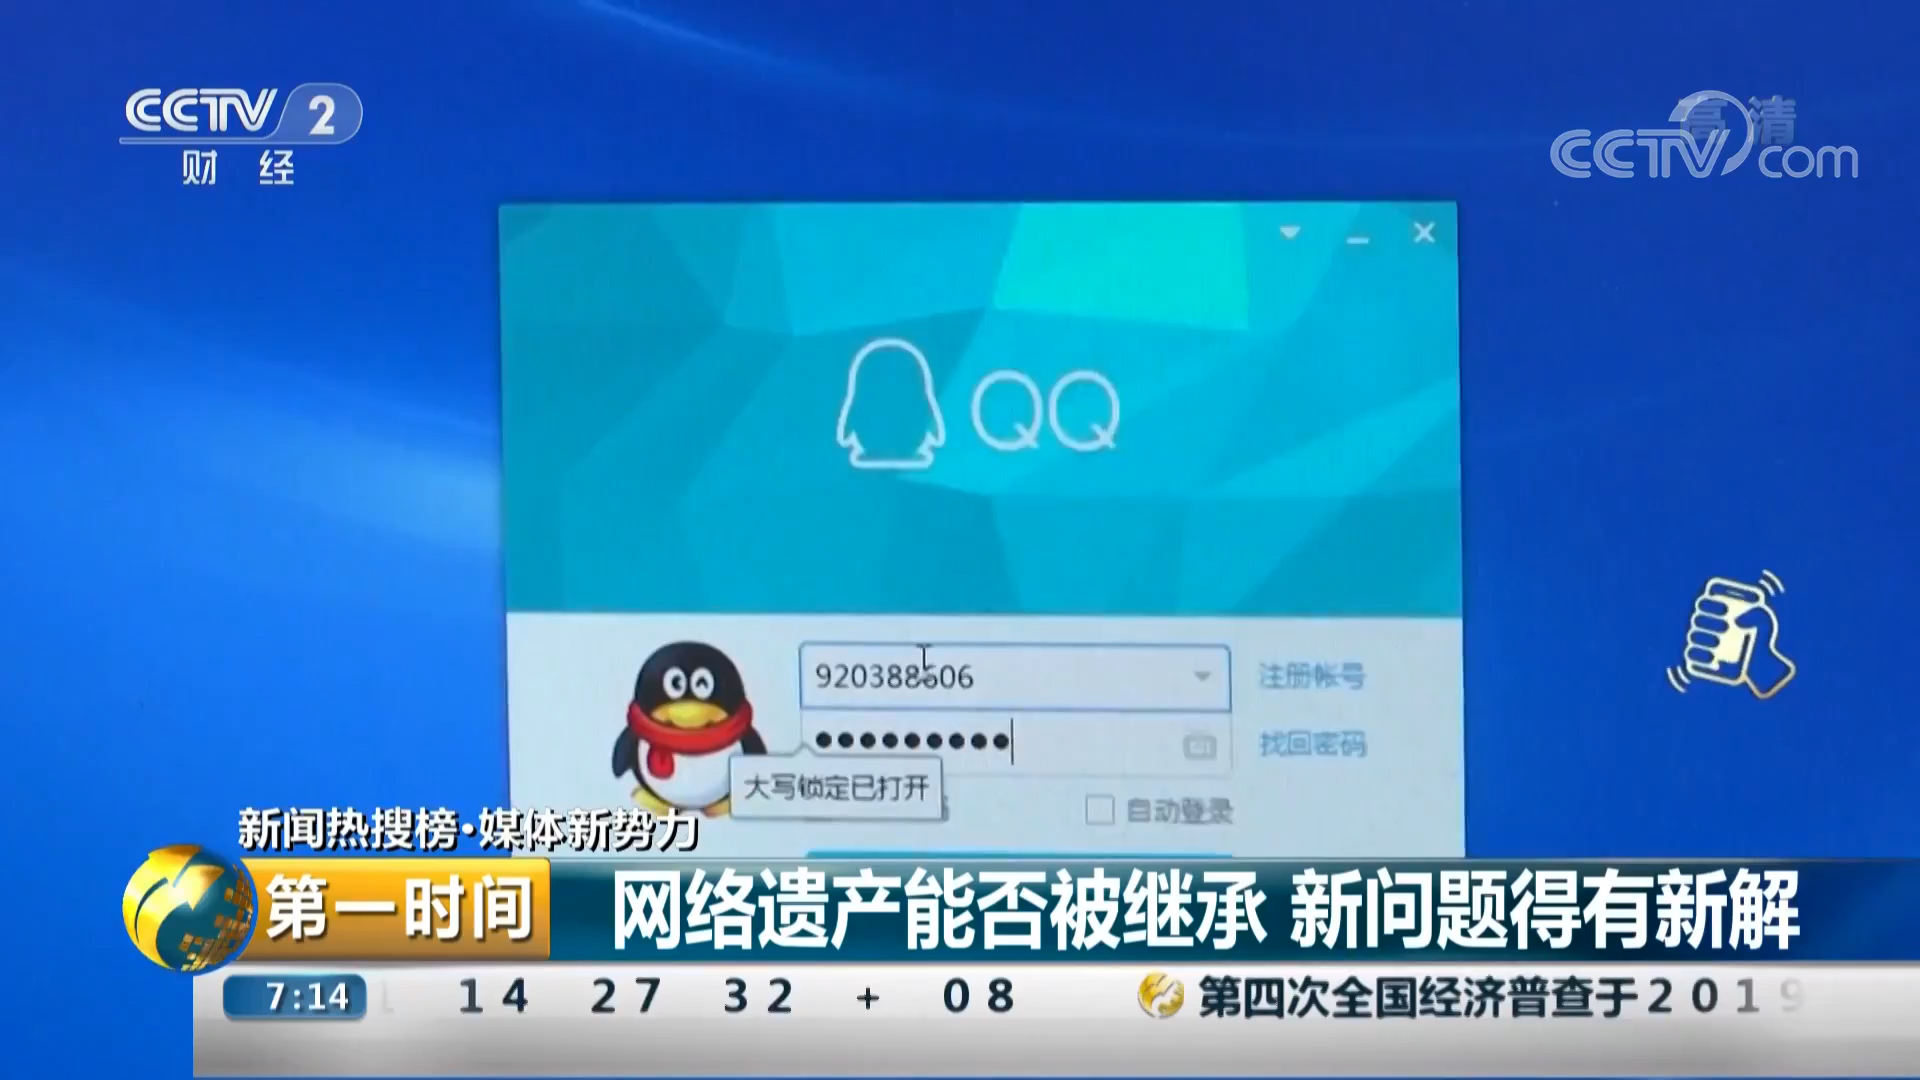 CCTV 2
财 经
高清
CCTV.com
QQ
920388606
注册帐号
●●●●●●●●●
找回密码
大写锁定已打开
自动登录
新闻热搜榜·媒体新势力
第一时间
网络遗产能否被继承 新问题得有新解
7:14
14 27 32 + 08
第四次全国经济普查于2019